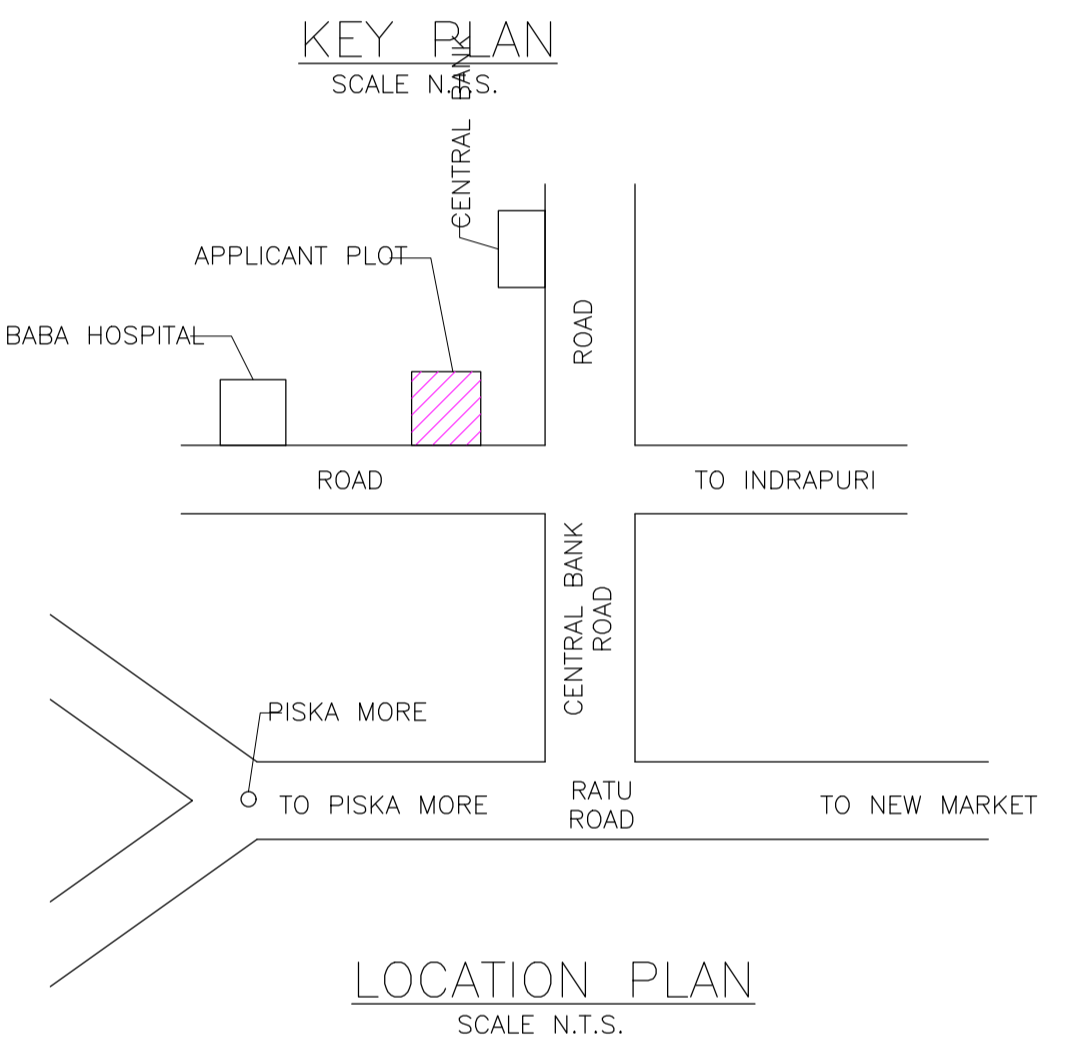 KEY PLAN
SCALE N.T.S.
CENTRAL BANK
APPLICANT PLOT
ROAD
BABA HOSPITAL
ROAD
TO INDRAPURI
CENTRAL BANK
ROAD
PISKA MORE
TO PISKA MORE
RATU
ROAD
TO NEW MARKET
LOCATION PLAN
SCALE N.T.S.